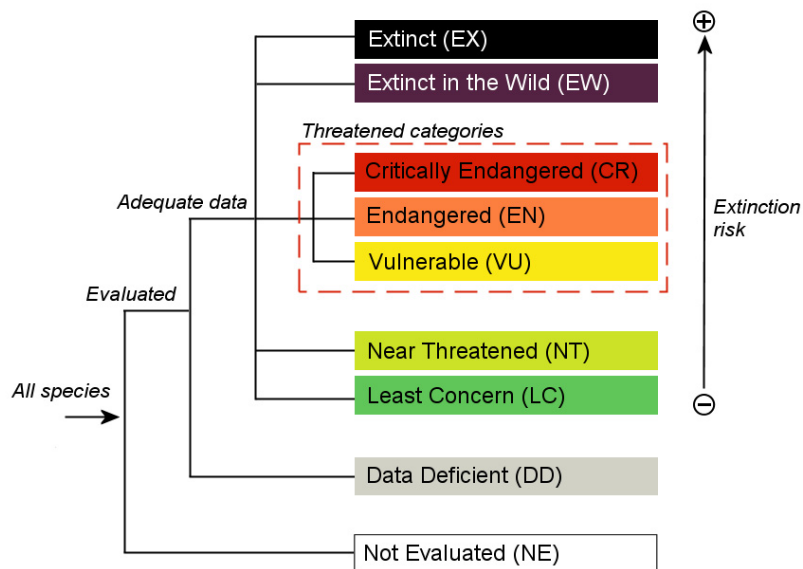 Extinct (EX)
Extinct in the Wild (EW)
Threatened categories
Critically Endangered (CR)
Adequate data
Endangered (EN)
Extinction
risk
Vulnerable (VU)
Evaluated
Near Threatened (NT)
All species
Least Concern (LC)
Data Deficient (DD)
Not Evaluated (NE)